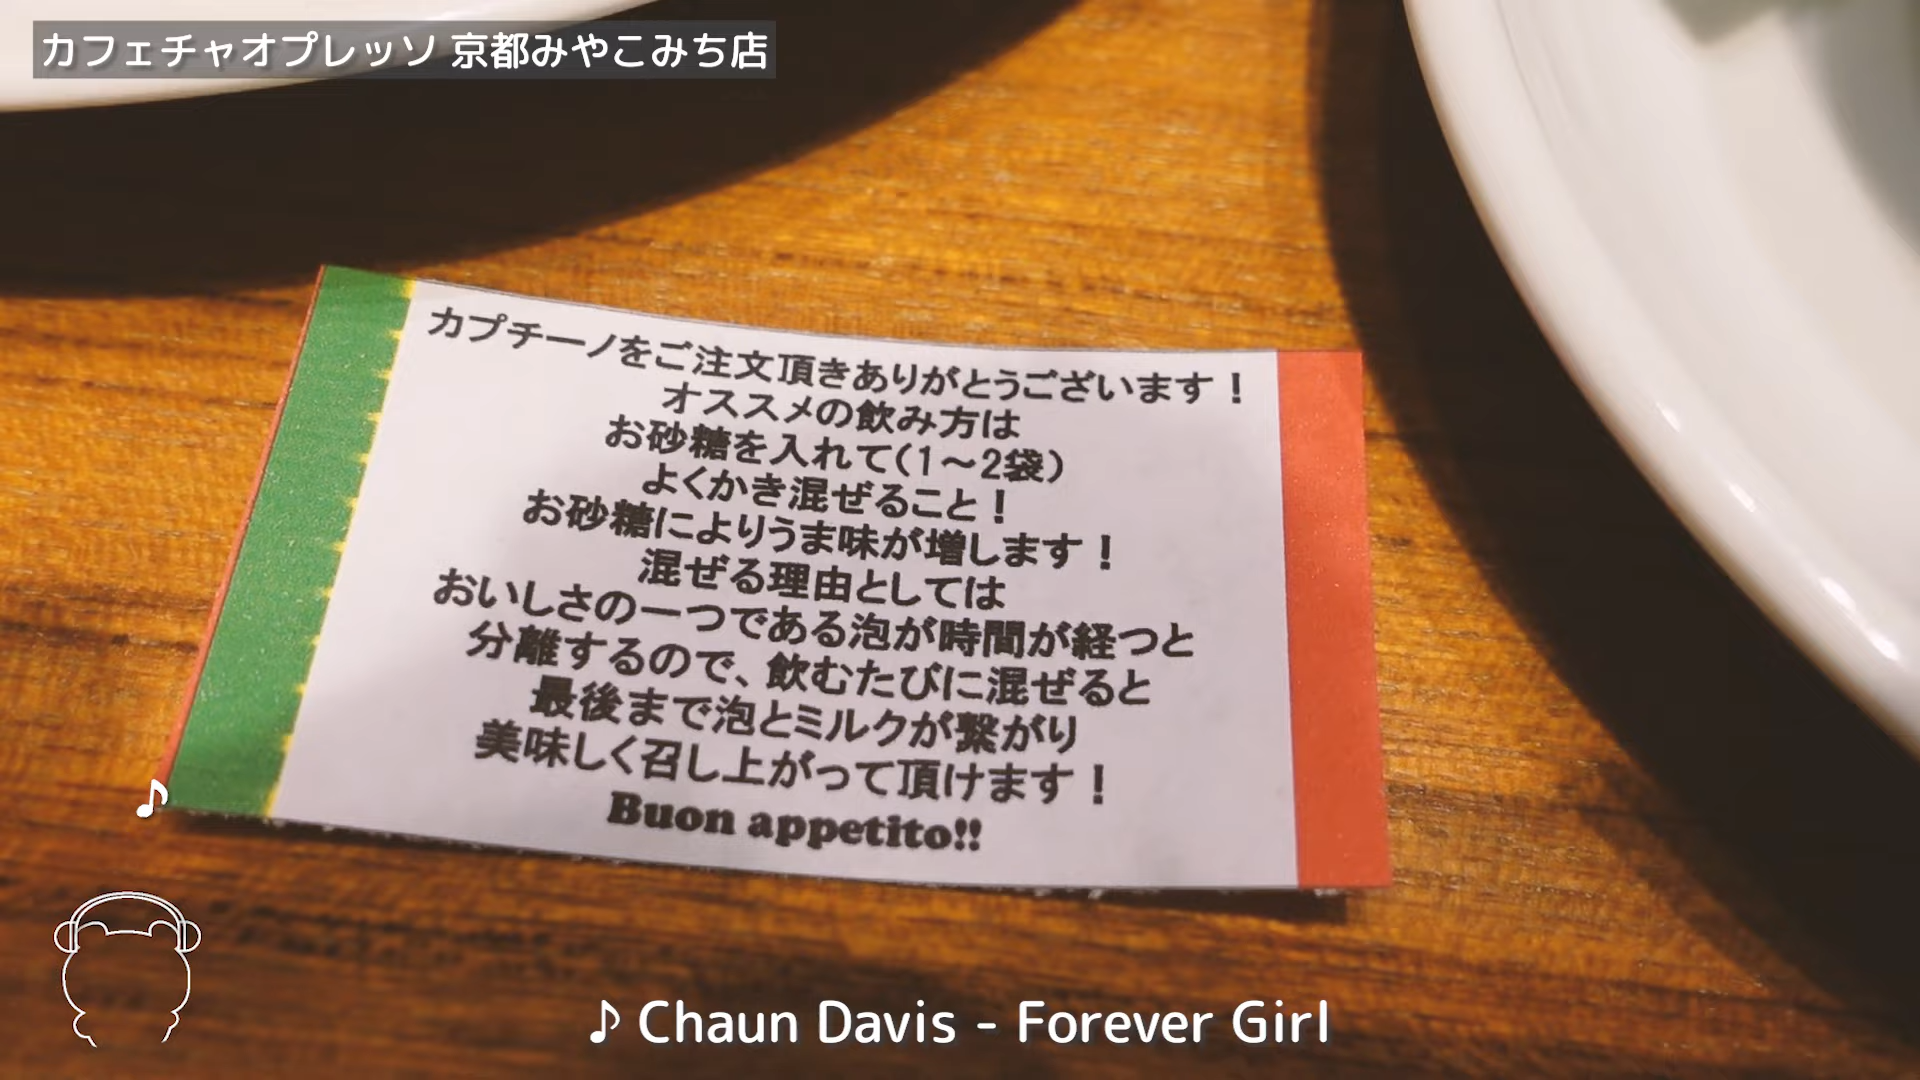 カフェチャオプレッソ 京都みやこみち店
カプチーノをご注文頂きありがとうございます！
オススメの飲み方は
お砂糖を入れて(1～2袋)
よくかき混ぜること！
お砂糖によりうま味が増します！
混ぜる理由としては
おいしさの一つである泡が時間が経つと
分離するので、飲むたびに混ぜると
最後まで泡とミルクが繋がり
美味しく召し上がって頂けます！
Buon appetito!!
♪ Chaun Davis - Forever Girl